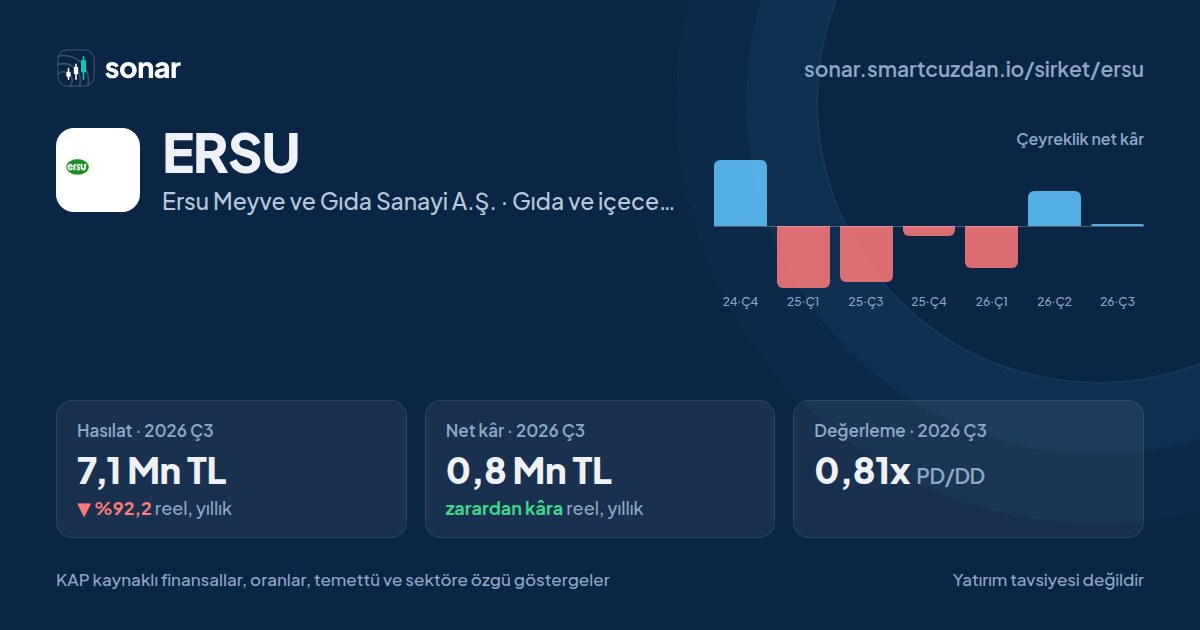 sonar
sonar.smartcuzdan.io/sirket/ersu
ersu
ERSU
Ersu Meyve ve Gıda Sanayi A.Ş. · Gıda ve içece…
Çeyreklik net kâr
24·Ç4 25·Ç1 25·Ç3 25·Ç4 26·Ç1 26·Ç2 26·Ç3
Hasılat · 2026 Ç3
7,1 Mn TL
▼ %92,2 reel, yıllık
Net kâr · 2026 Ç3
0,8 Mn TL
zarardan kâra reel, yıllık
Değerleme · 2026 Ç3
0,81x PD/DD
KAP kaynaklı finansallar, oranlar, temettü ve sektöre özgü göstergeler
Yatırım tavsiyesi değildir